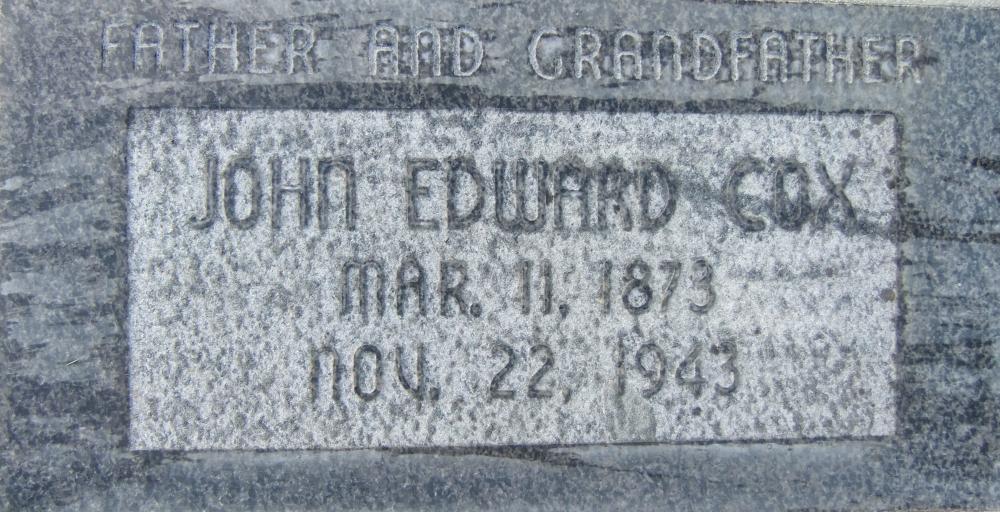 FATHER AND GRANDFATHER
JOHN EDWARD COX
MAR. 11, 1873
NOV. 22, 1943